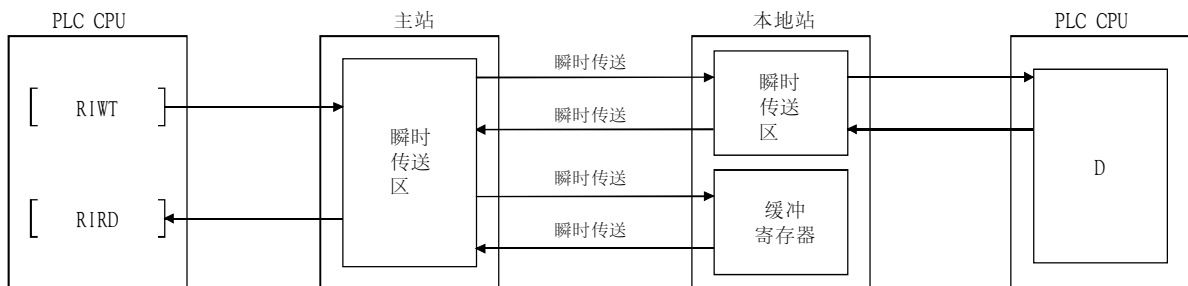 PLC CPU
主站
本地站
PLC CPU
RIWT
RIRD
瞬时
传送
区
瞬时传送
瞬时传送
瞬时传送
瞬时传送
瞬时
传送
区
缓冲
寄存器
D